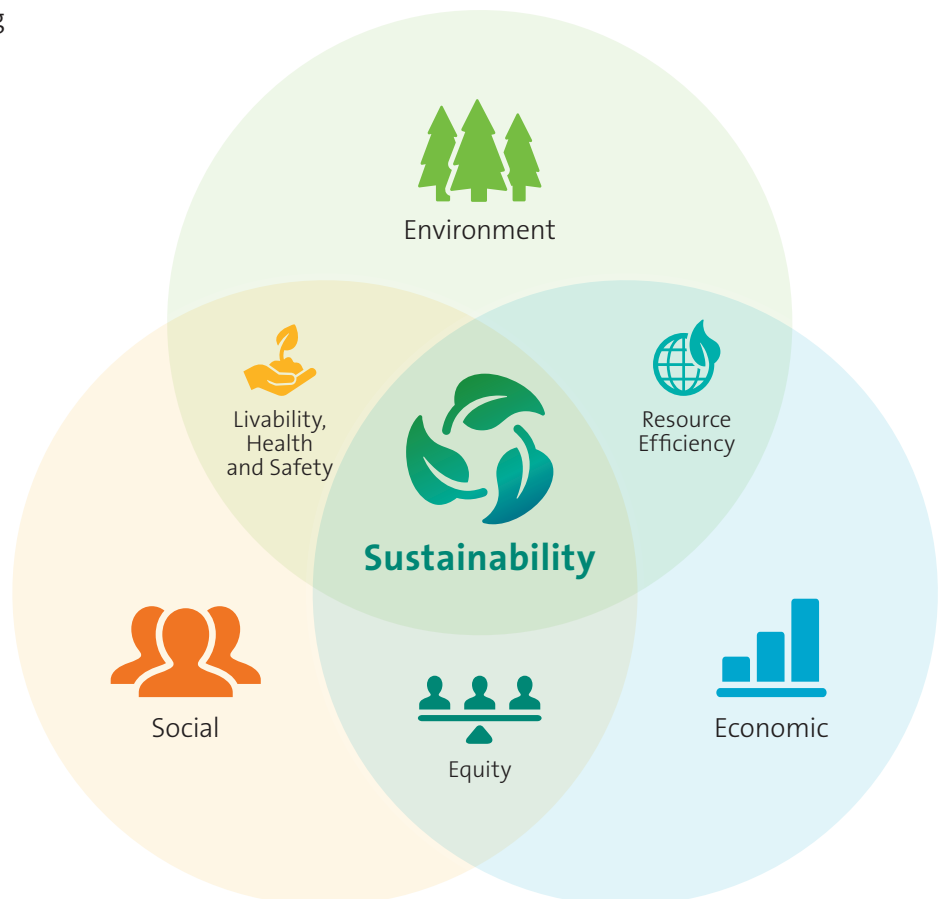 g
Environment
Livability,
Health
and Safety
Resource
Efficiency
Sustainability
Social
Economic
Equity